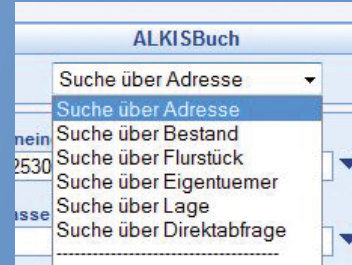 ALKISBuch
Suche über Adresse
Suche über Adresse
Suche über Bestand
Suche über Flurstück
Suche über Eigentuemer
Suche über Lage
Suche über Direktabfrage
----------------------------------